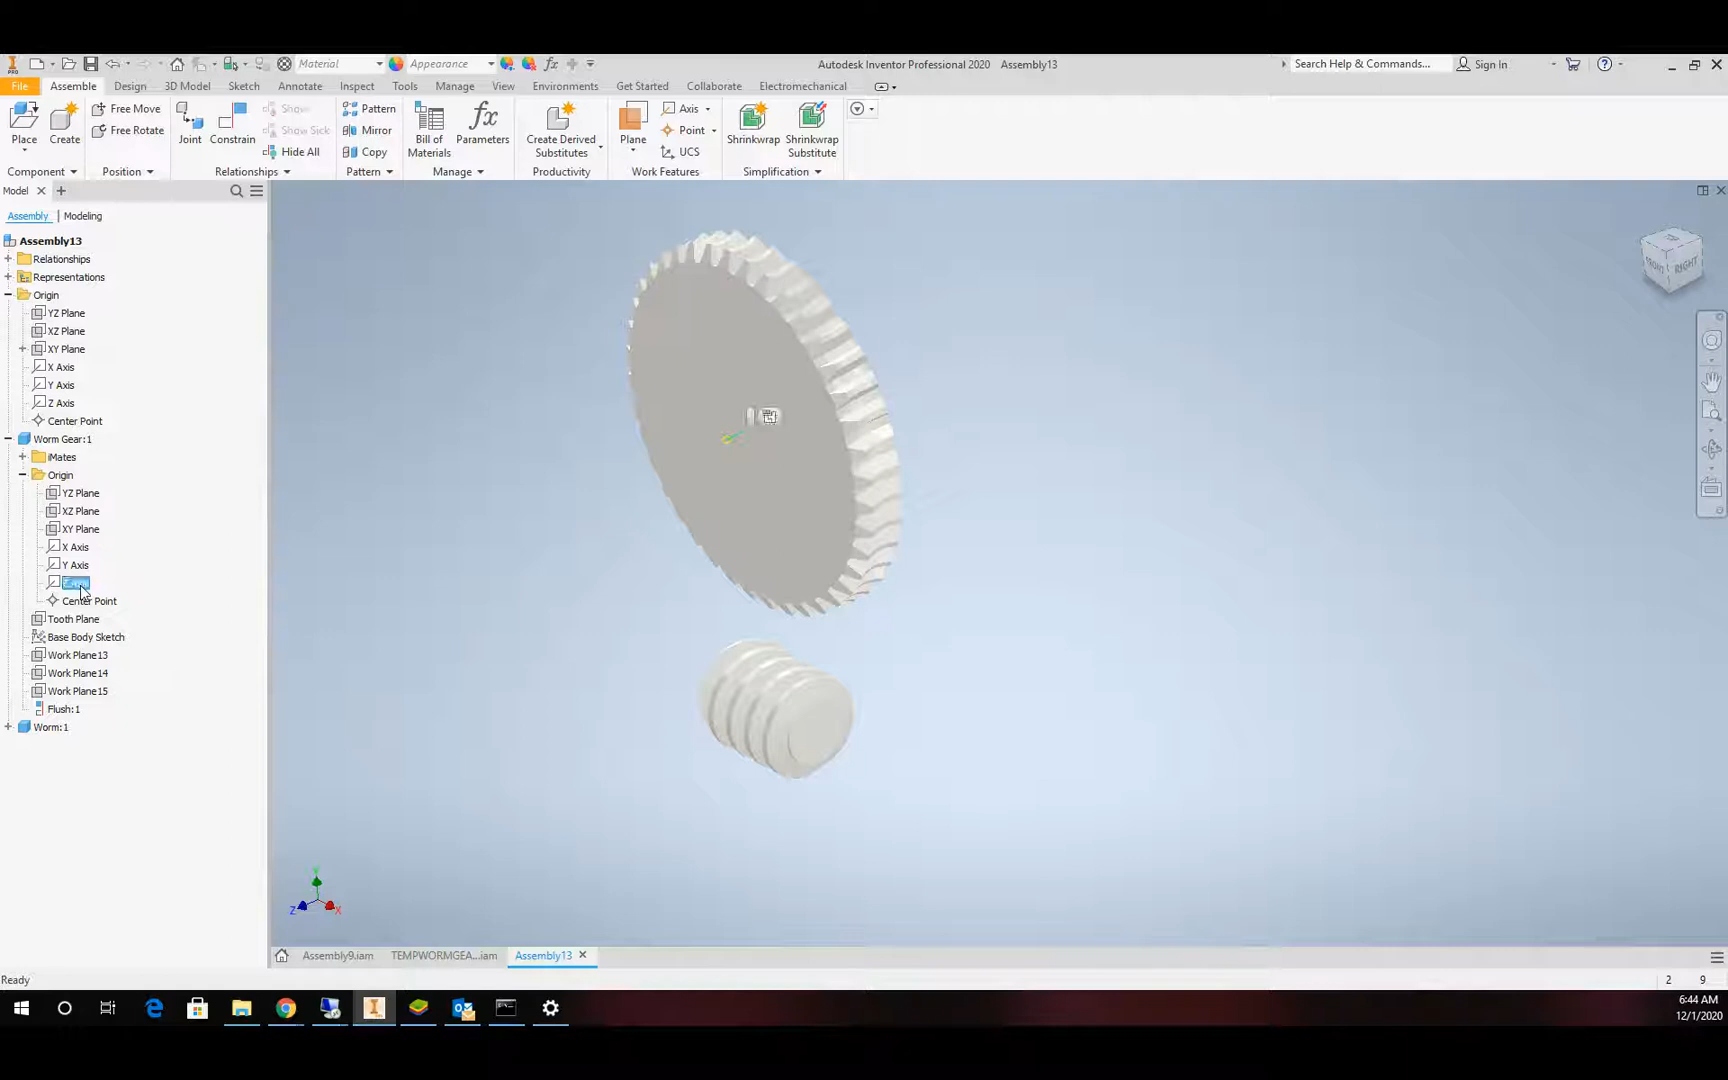 Material
Appearance
Autodesk Inventor Professional 2020 Assembly13
Search Help & Commands...
Sign In
File Assemble Design 3D Model Sketch Annotate Inspect Tools Manage View Environments Get Started Collaborate Electromechanical
Place
Create
Free Move
Free Rotate
Joint
Constrain
Show
Show Sick
Hide All
Pattern
Mirror
Copy
Bill of
Materials
Parameters
Create Derived
Substitutes
Plane
Axis
Point
UCS
Shrinkwrap
Shrinkwrap
Substitute
Component
Position
Relationships
Pattern
Manage
Productivity
Work Features
Simplification
Model
Assembly | Modeling
Assembly13
Relationships
Representations
Origin
YZ Plane
XZ Plane
XY Plane
X Axis
Y Axis
Z Axis
Center Point
Worm Gear:1
iMates
Origin
YZ Plane
XZ Plane
XY Plane
X Axis
Y Axis
Center Point
Tooth Plane
Base Body Sketch
Work Plane13
Work Plane14
Work Plane15
Flush:1
Worm:1
FRONT
RIGHT
Y
Z
X
Assembly9.iam
TEMPWORMGEA...iam
Assembly13
Ready
2
9
6:44 AM
12/1/2020